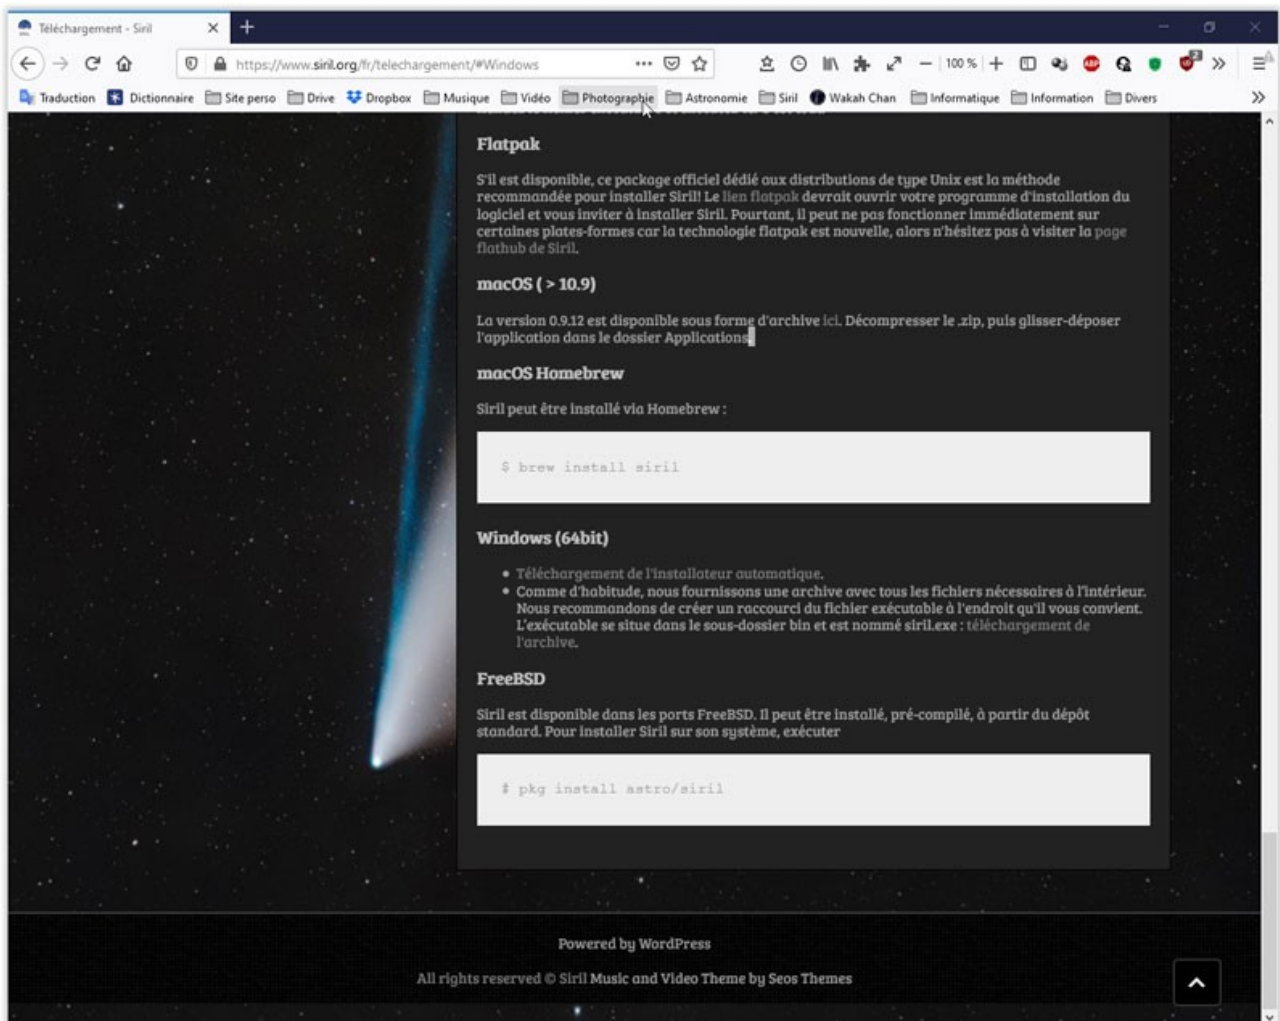 Téléchargement - Siril
https://www.siril.org/fr/telechargement/#Windows
100 %
ABP
2
Traduction
Dictionnaire
Site perso
Drive
Dropbox
Musique
Vidéo
Photographie
Astronomie
Siril
Wakah Chan
Informatique
Information
Divers
Flatpak
S'il est disponible, ce package officiel dédié aux distributions de type Unix est la méthode
recommandée pour installer Siril! Le lien flatpak devrait ouvrir votre programme d'installation du
logiciel et vous inviter à installer Siril. Pourtant, il peut ne pas fonctionner immédiatement sur
certaines plates-formes car la technologie flatpak est nouvelle, alors n'hésitez pas à visiter la page
flathub de Siril.
macOS ( > 10.9)
La version 0.9.12 est disponible sous forme d'archive ici. Décompresser le .zip, puis glisser-déposer
l'application dans le dossier Applications.
macOS Homebrew
Siril peut être installé via Homebrew :
$ brew install siril
Windows (64bit)
• Téléchargement de l'installateur automatique.
• Comme d'habitude, nous fournissons une archive avec tous les fichiers nécessaires à l'intérieur.
Nous recommandons de créer un raccourci du fichier exécutable à l'endroit qu'il vous convient.
L'exécutable se situe dans le sous-dossier bin et est nommé siril.exe : téléchargement de
l'archive.
FreeBSD
Siril est disponible dans les ports FreeBSD. Il peut être installé, pré-compilé, à partir du dépôt
standard. Pour installer Siril sur son système, exécuter
# pkg install astro/siril
Powered by WordPress
All rights reserved © Siril Music and Video Theme by Seos Themes